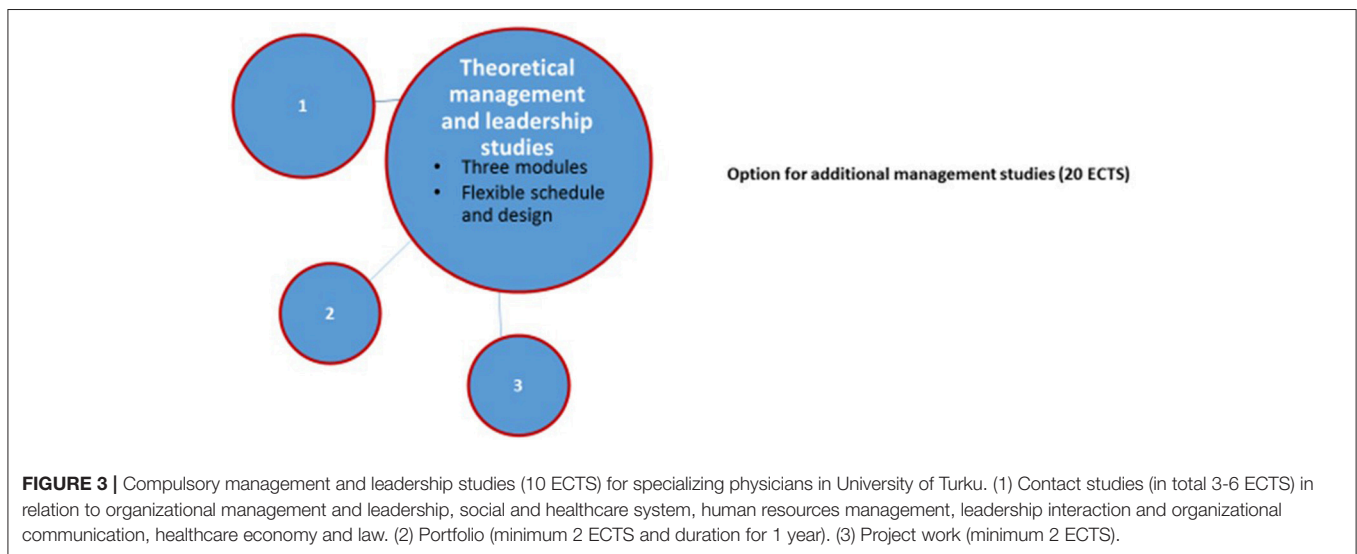 Theoretical
management
and leadership
studies
• Three modules
• Flexible schedule
and design
1
2
3
Option for additional management studies (20 ECTS)
FIGURE 3 | Compulsory management and leadership studies (10 ECTS) for specializing physicians in University of Turku. (1) Contact studies (in total 3-6 ECTS) in
relation to organizational management and leadership, social and healthcare system, human resources management, leadership interaction and organizational
communication, healthcare economy and law. (2) Portfolio (minimum 2 ECTS and duration for 1 year). (3) Project work (minimum 2 ECTS).